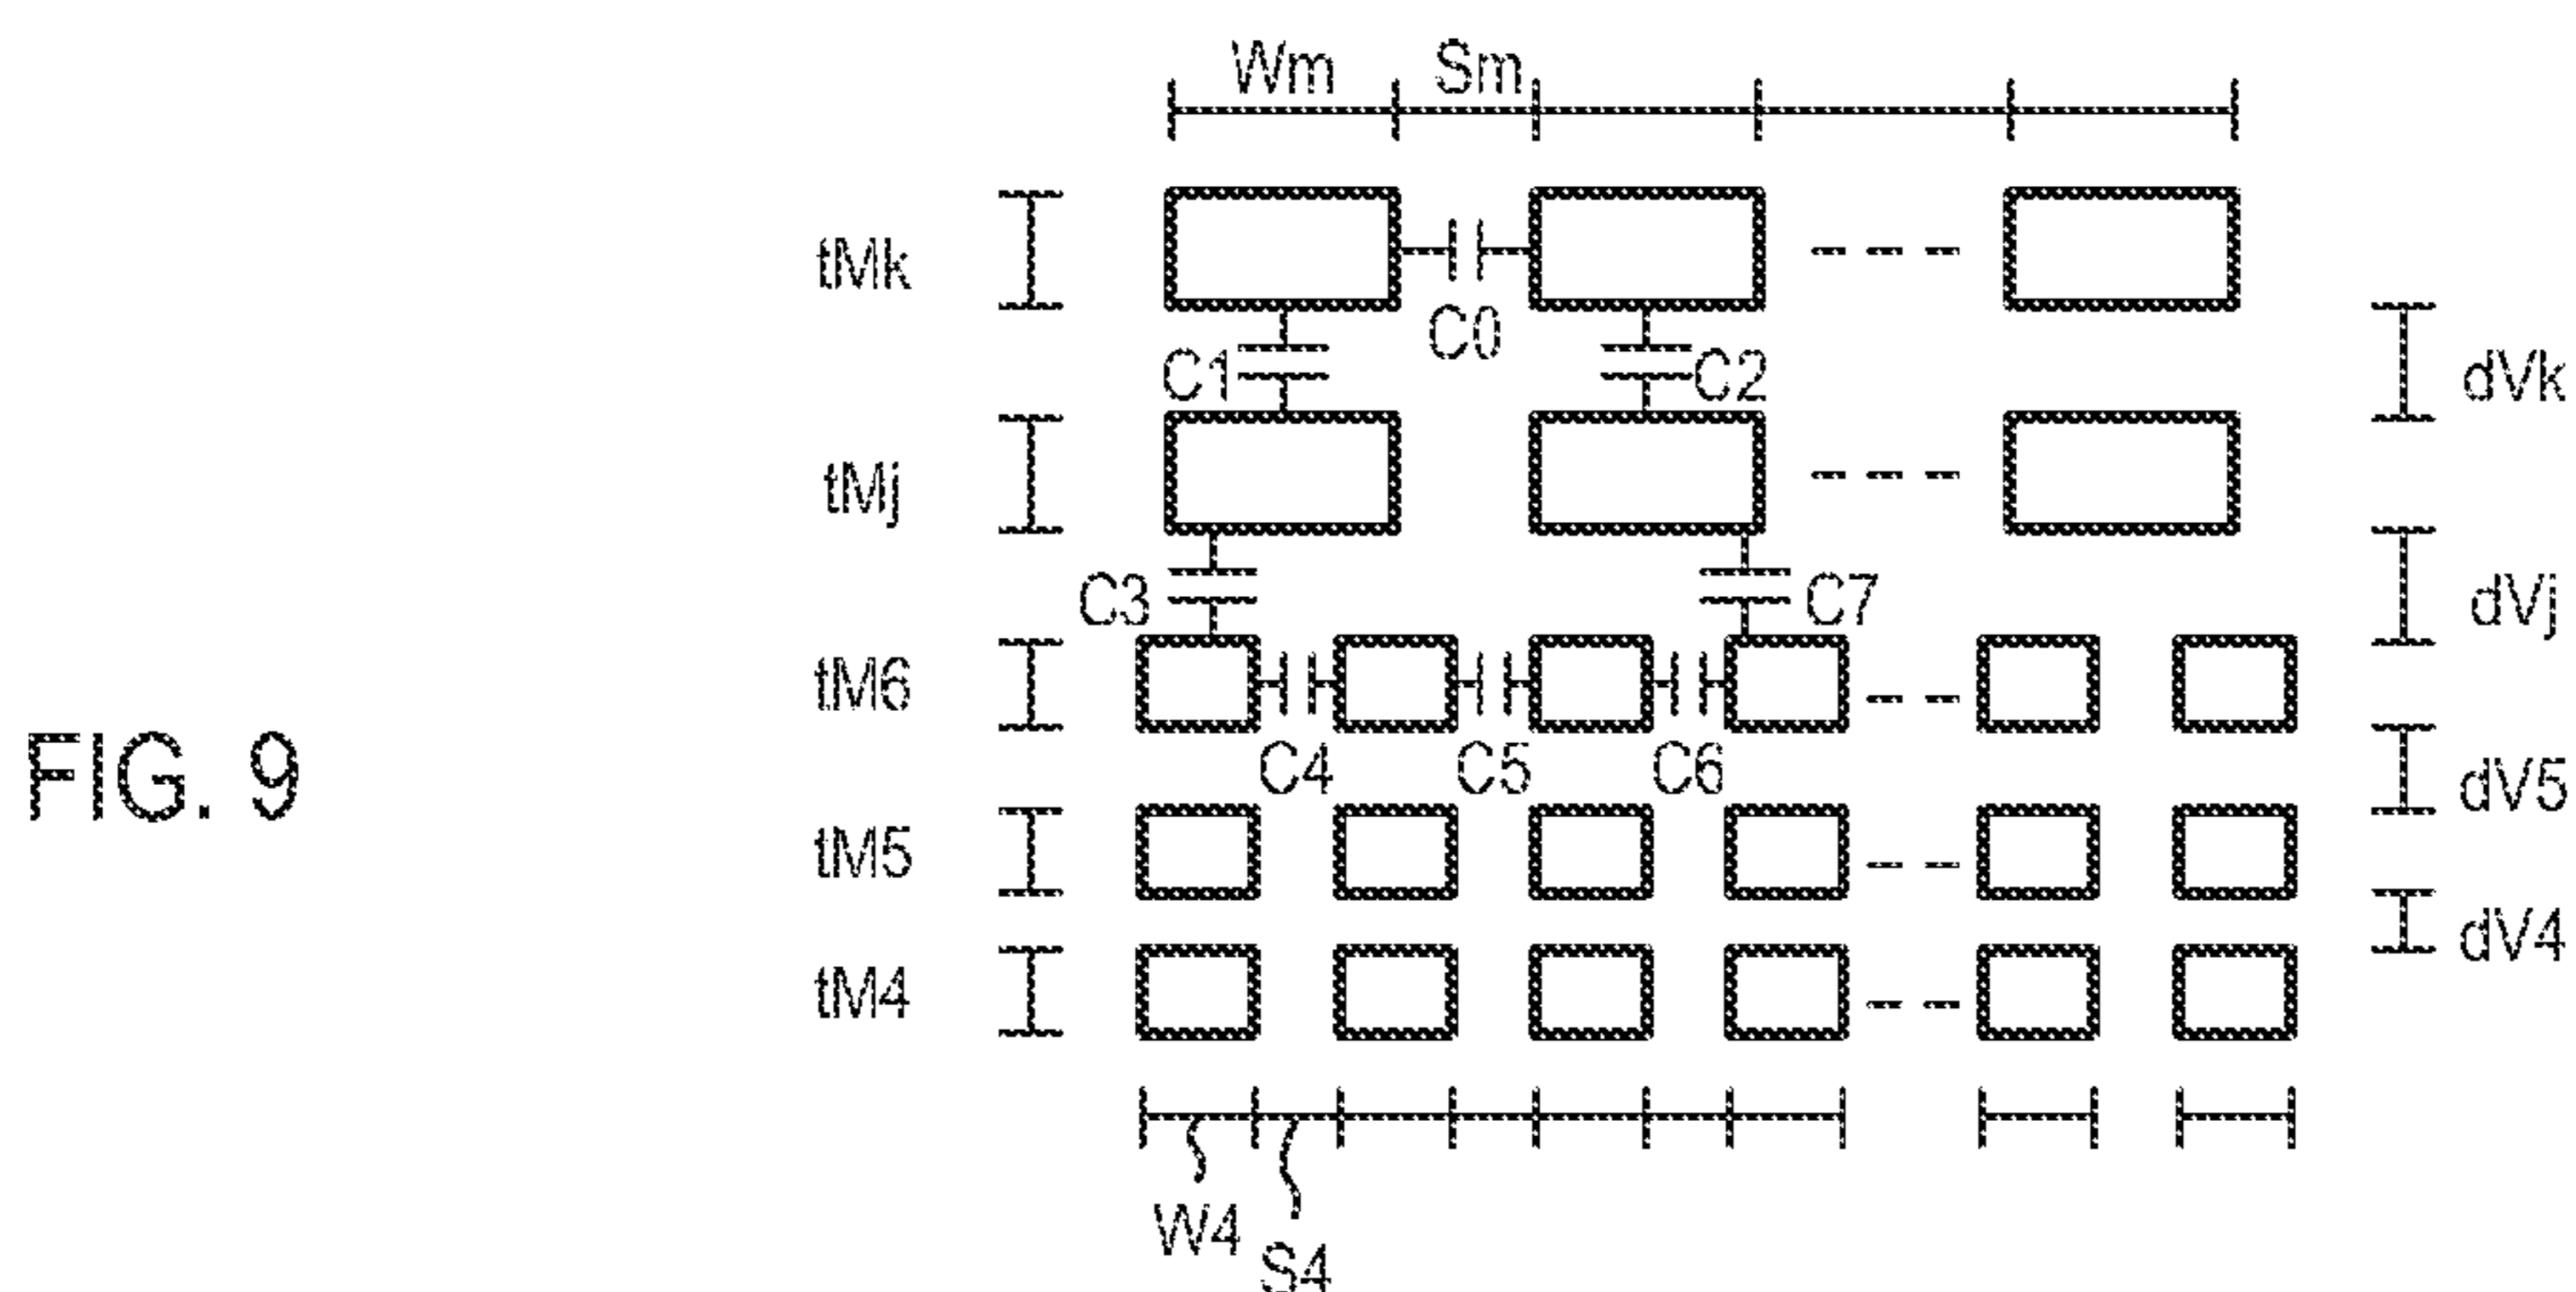 Wm Sm
tMk
C0
C1 C2 dVk
tMj
C3 C7 dVj
tM6
C4 C5 C6
FIG. 9
dV5
tM5
dV4
tM4
W4
S4